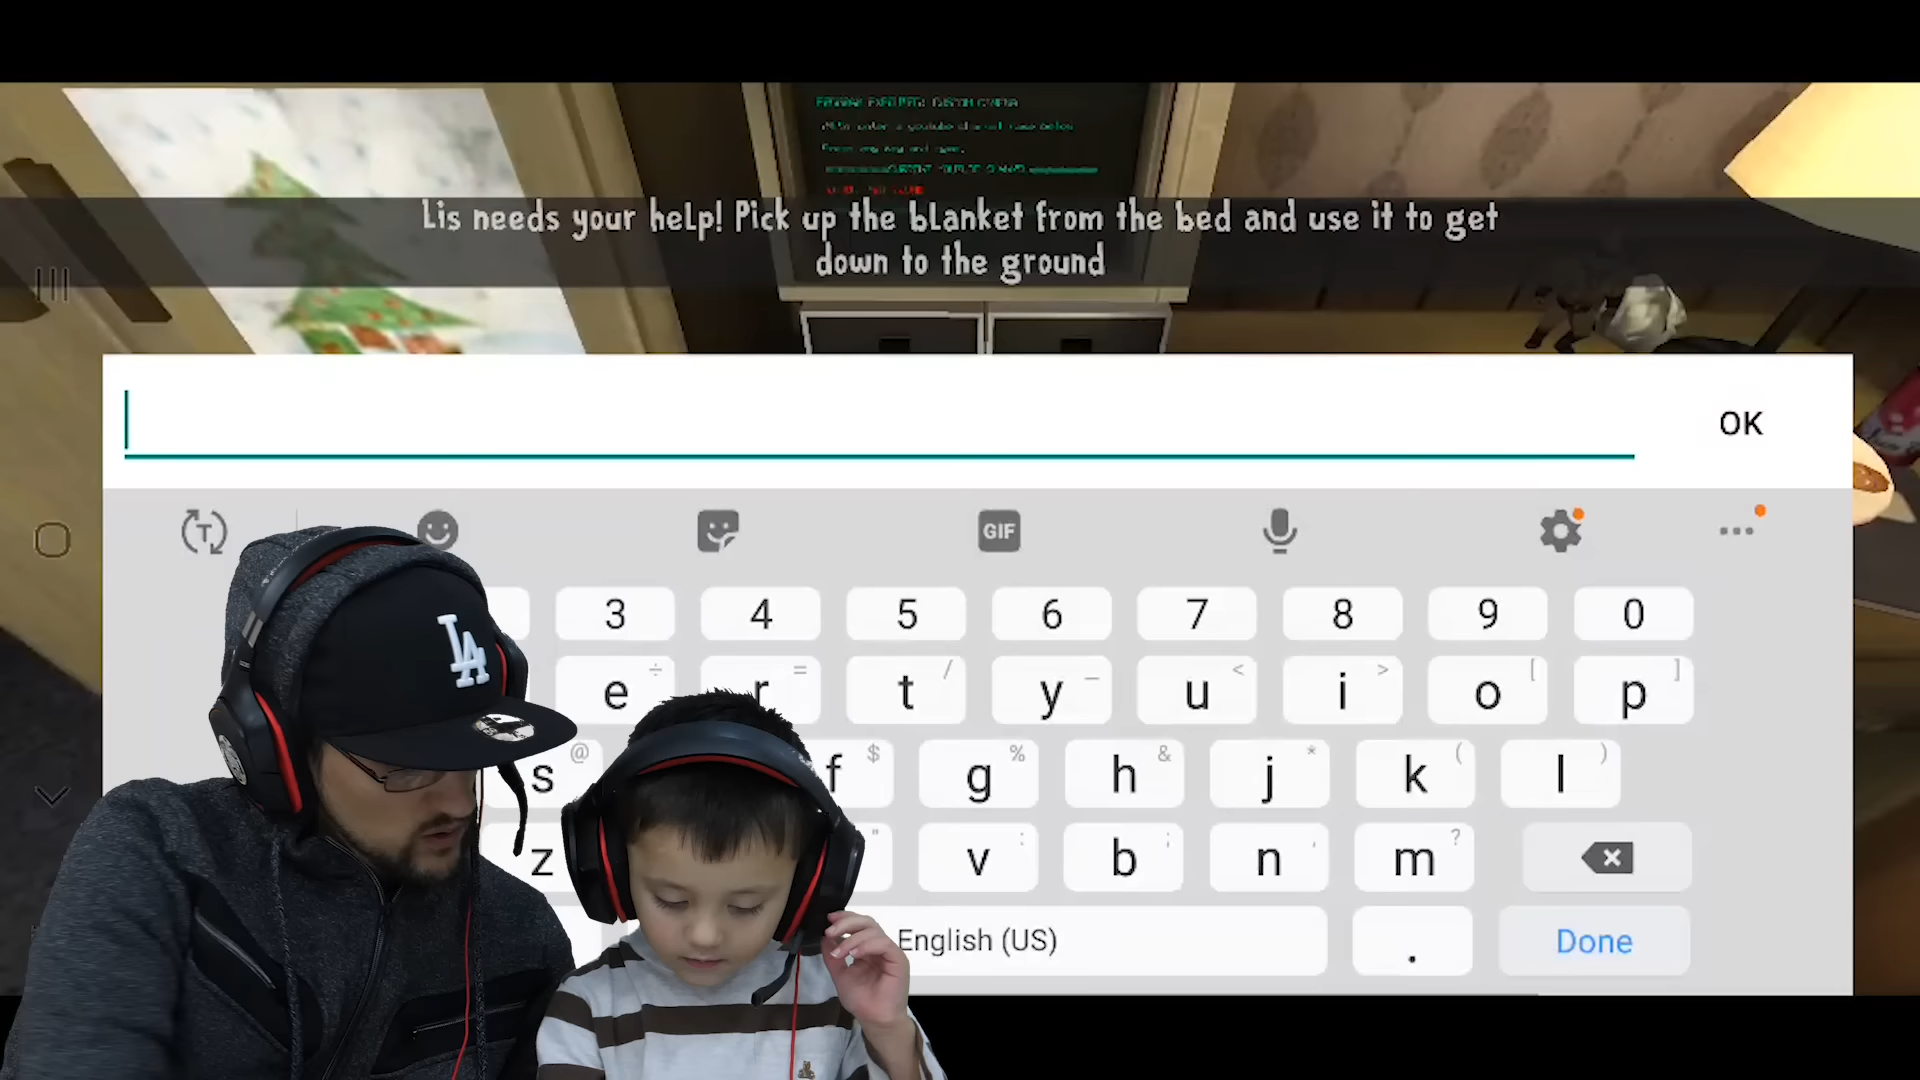 Lis needs your help! Pick up the blanket from the bed and use it to get
down to the ground
OK
T
GIF
3 4 5 6 7 8 9 0
e ÷ r = t / y _ u < i > o [ p ]
s @ f $ g % h & j * k ( l )
z " v : b ; n , m ?
English (US) . Done
LA